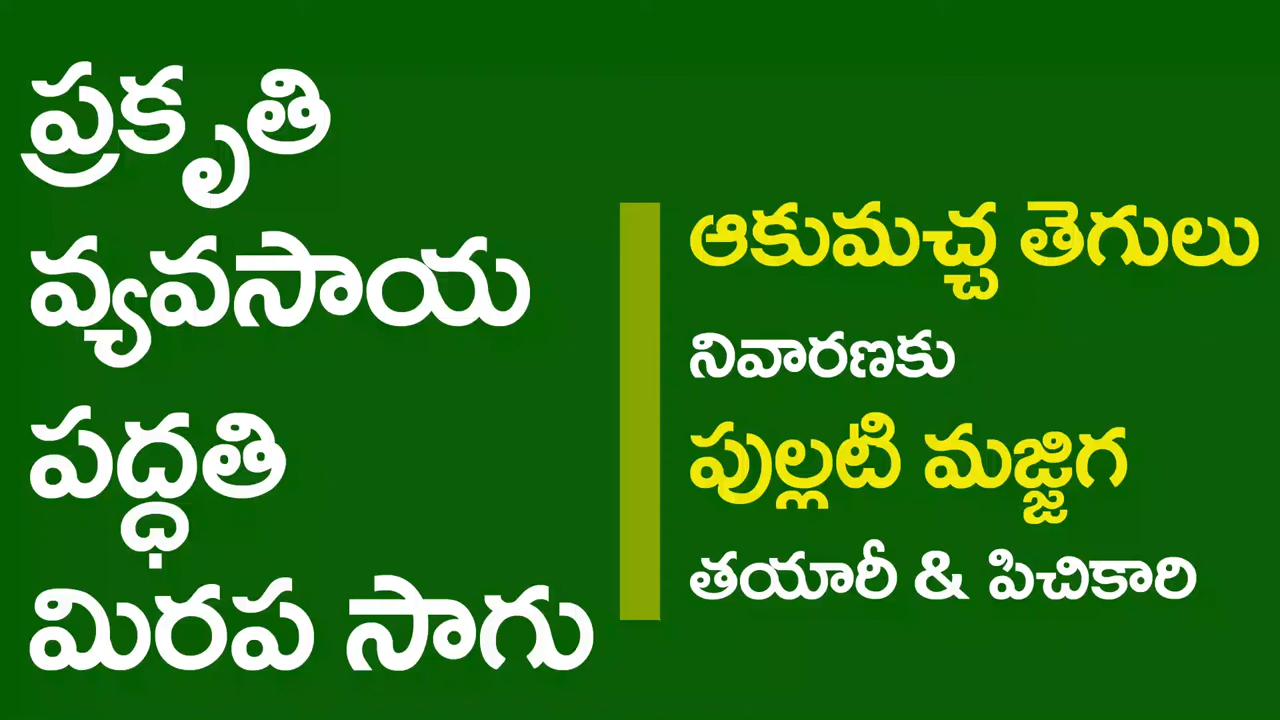 ప్రకృతి
వ్యవసాయ
పద్ధతి
మిరప సాగు
ఆకుమచ్చ తెగులు
నివారణకు
పుల్లటి మజ్జిగ
తయారీ & పిచికారి